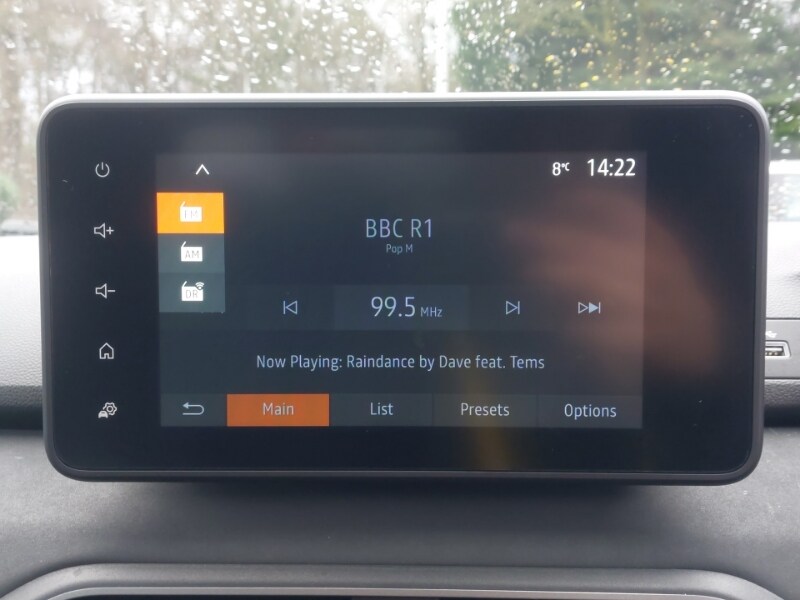 8°C 14:22
FM
BBC R1
Pop M
AM
DR
99.5 MHz
Now Playing: Raindance by Dave feat. Tems
Main List Presets Options